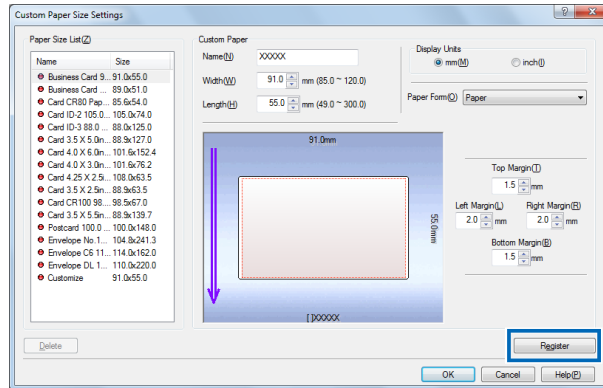 Custom Paper Size Settings
Paper Size List(Z)
Name Size
Business Card 9... 91.0x55.0
Business Card ... 89.0x51.0
Card CR80 Pap... 85.6x54.0
Card ID-2 105.0... 105.0x74.0
Card ID-3 88.0 ... 88.0x125.0
Card 3.5 X 5.0in... 88.9x127.0
Card 4.0 X 6.0in... 101.6x152.4
Card 4.0 X 3.0in... 101.6x76.2
Card 4.25 X 2.5i... 108.0x63.5
Card 3.5 X 2.5in... 88.9x63.5
Card CR100 98.... 98.5x67.0
Card 3.5 X 5.5in... 88.9x139.7
Postcard 100.0 ... 100.0x148.0
Envelope No.1... 104.8x241.3
Envelope C6 11... 114.0x162.0
Envelope DL 1... 110.0x220.0
Customize 91.0x55.0
Delete
Custom Paper
Name(N) XXXXX
Width(W) 91.0 mm (85.0 ~ 120.0)
Length(H) 55.0 mm (49.0 ~ 300.0)
Display Units
mm(M) inch(I)
Paper Form(O) Paper
91.0mm
55.0mm
[ ]XXXXX
Top Margin(T)
1.5 mm
Left Margin(L) Right Margin(R)
2.0 mm 2.0 mm
Bottom Margin(B)
1.5 mm
Register
OK Cancel Help(P)